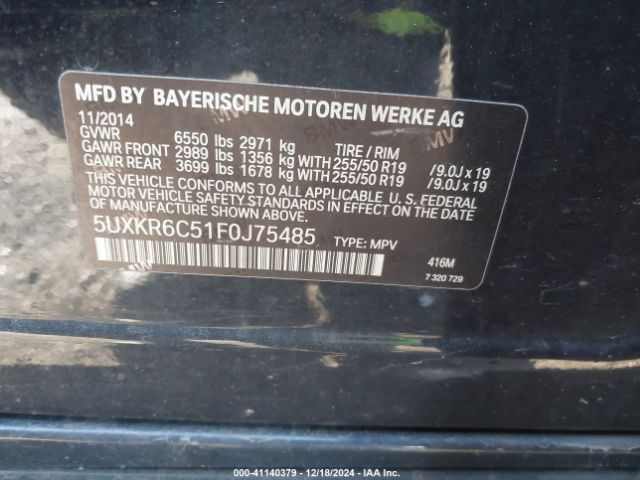 MFD BY BAYERISCHE MOTOREN WERKE AG
11/2014
GVWR 6550 lbs 2971 kg TIRE / RIM
GAWR FRONT 2989 lbs 1356 kg WITH 255/50 R19 /9.0J x 19
GAWR REAR 3699 lbs 1678 kg WITH 255/50 R19 /9.0J x 19
THIS VEHICLE CONFORMS TO ALL APPLICABLE U. S. FEDERAL
MOTOR VEHICLE SAFETY STANDARDS IN EFFECT ON THE
DATE OF MANUFACTURE SHOWN ABOVE.
5UXKR6C51F0J75485 TYPE: MPV
416M
7 320 729
© COPY - #41140379 - 12/18/2024 - IAA Inc.